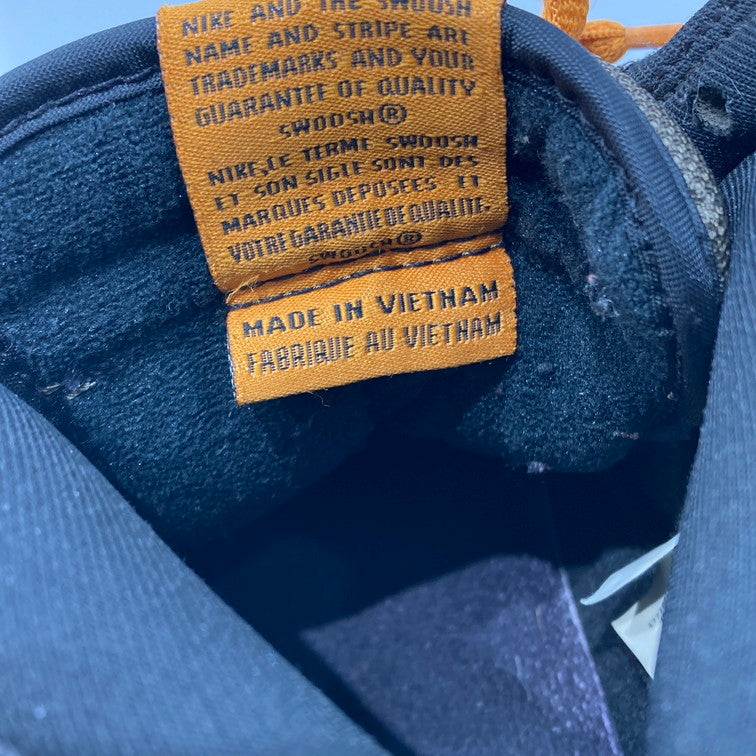 NIKE AND THE SWOOSH
NAME AND STRIPE ART
TRADEMARKS AND YOUR
GUARANTEE OF QUALITY
SWOOSH®
NIKE,LE TERME SWOOSH
ET SON SIGLE SONT DES
MARQUES DEPOSEES ET
VOTRE GARANTIE DE QUALITE.
SWOOSH®
MADE IN VIETNAM
FABRIQUE AU VIETNAM